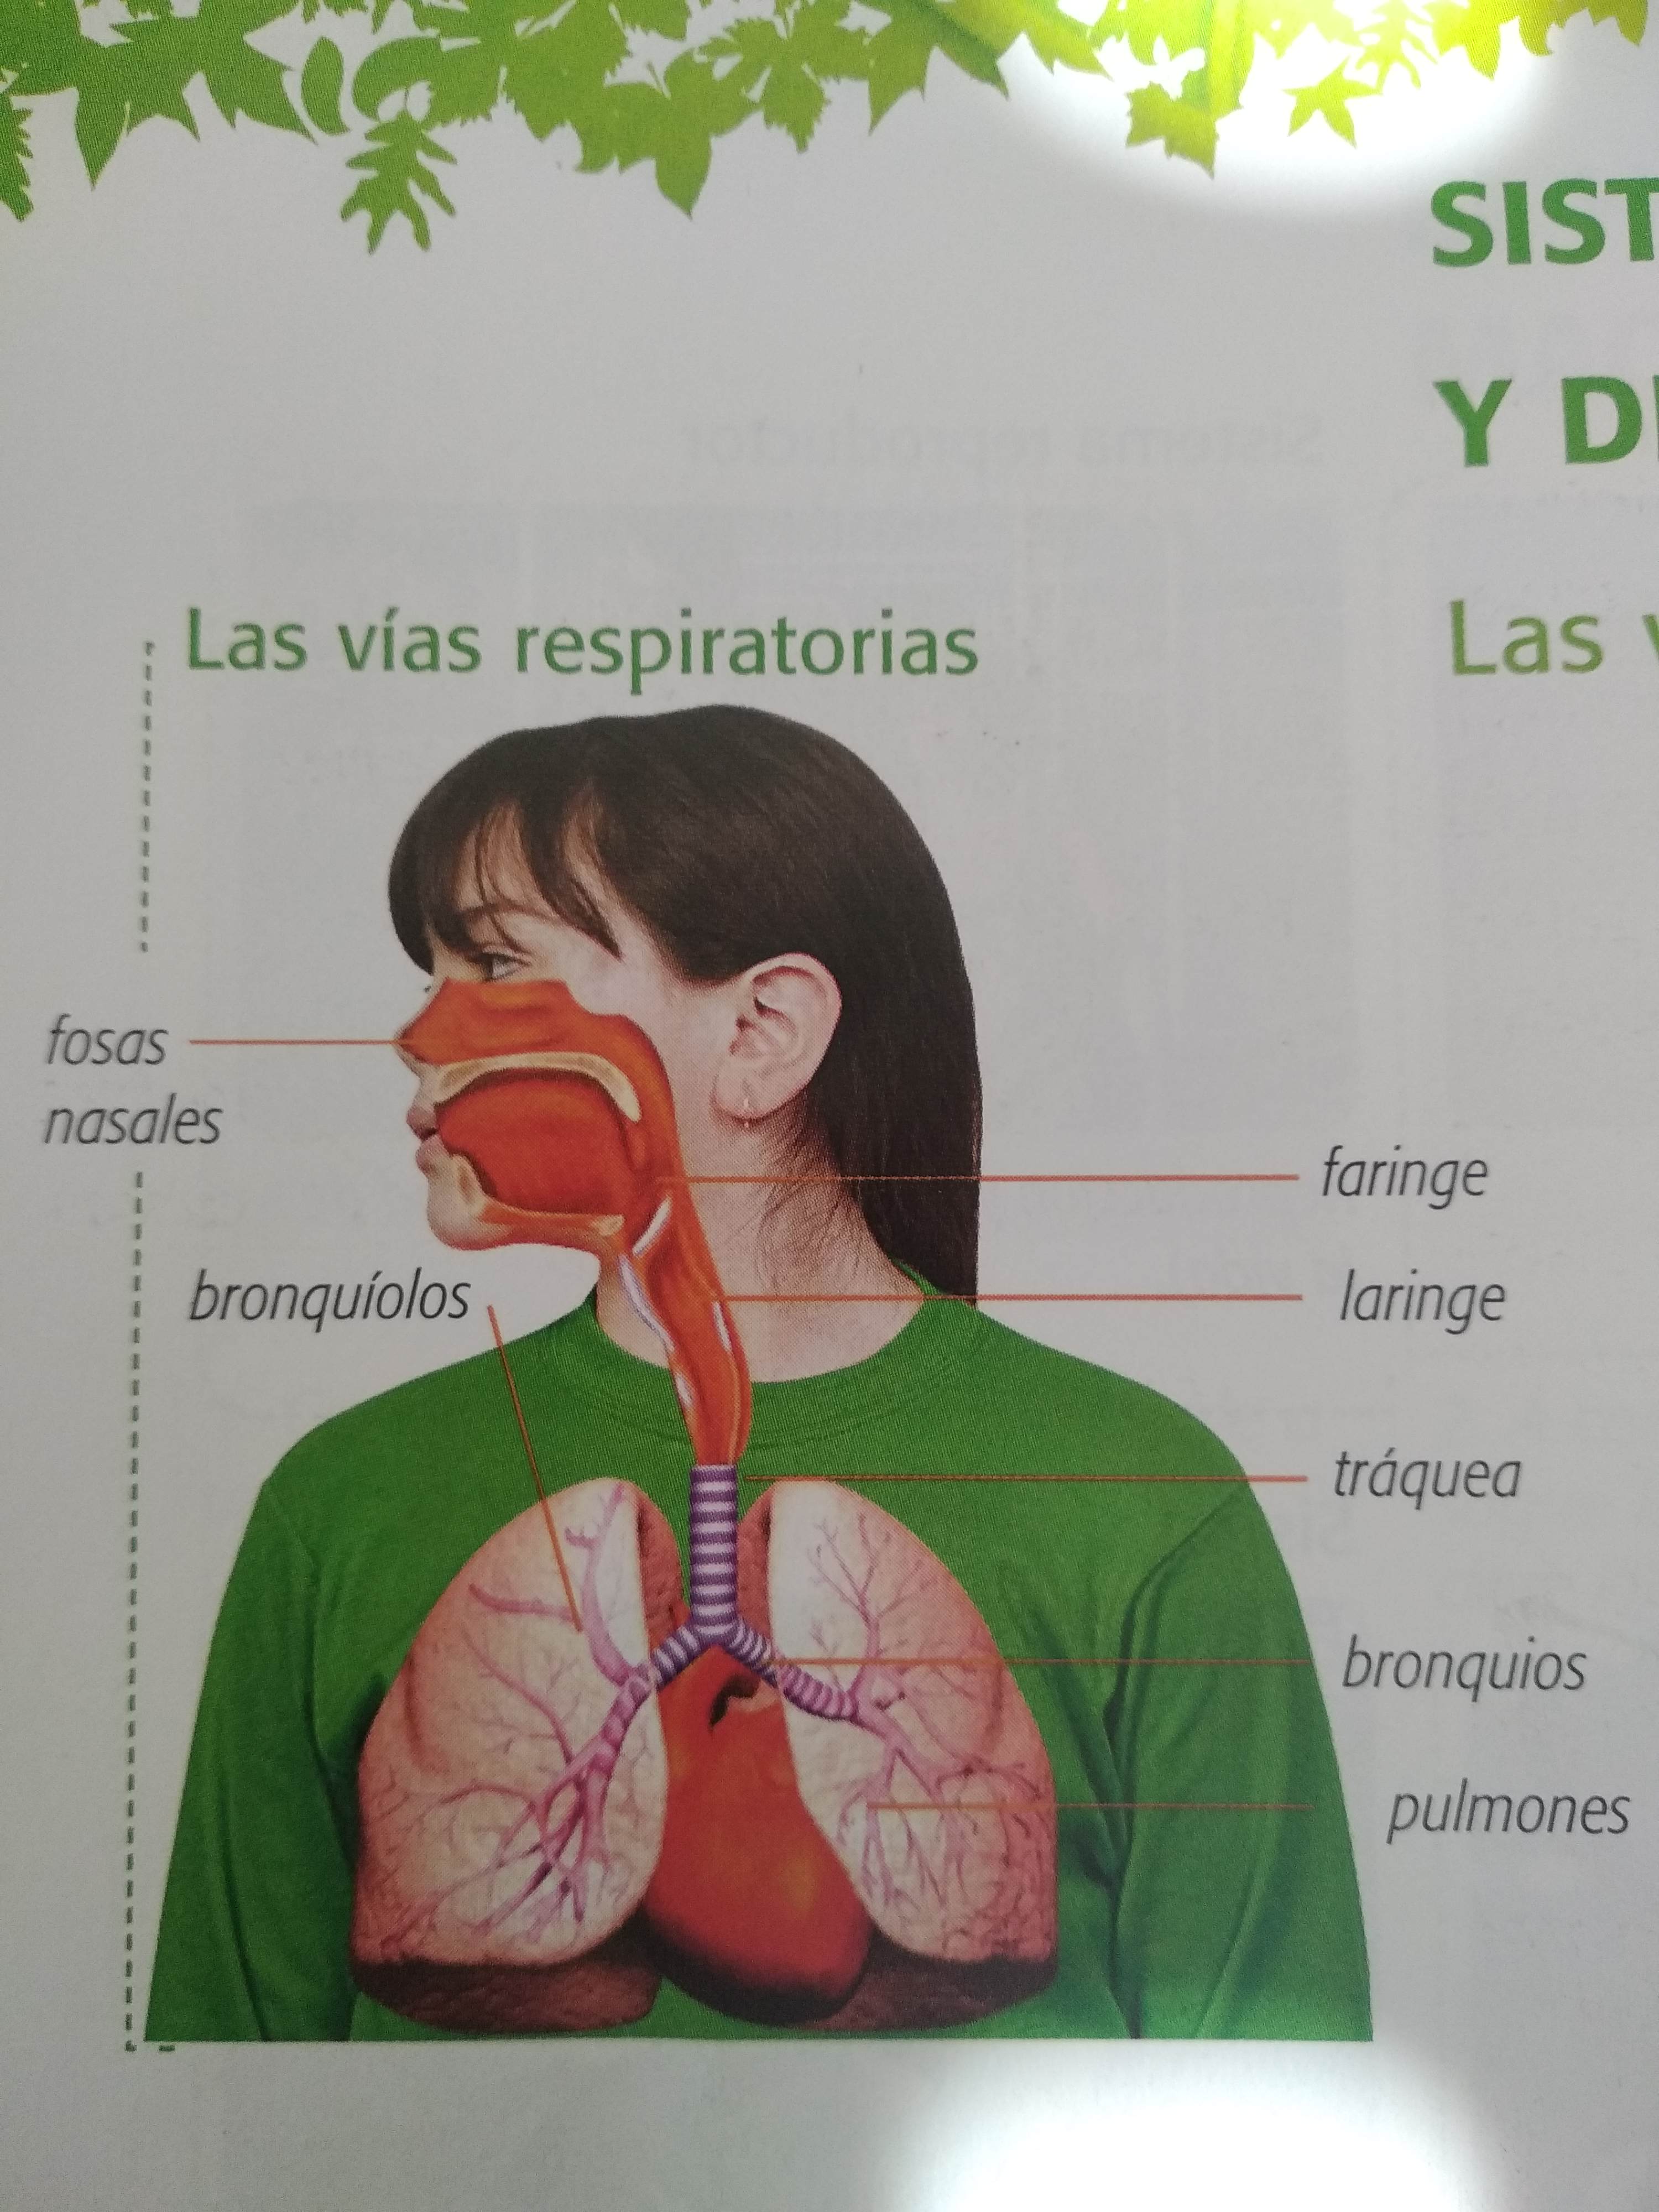 SIST
Y D
Las vías respiratorias
Las
fosas
nasales
faringe
bronquíolos
laringe
tráquea
bronquios
pulmones